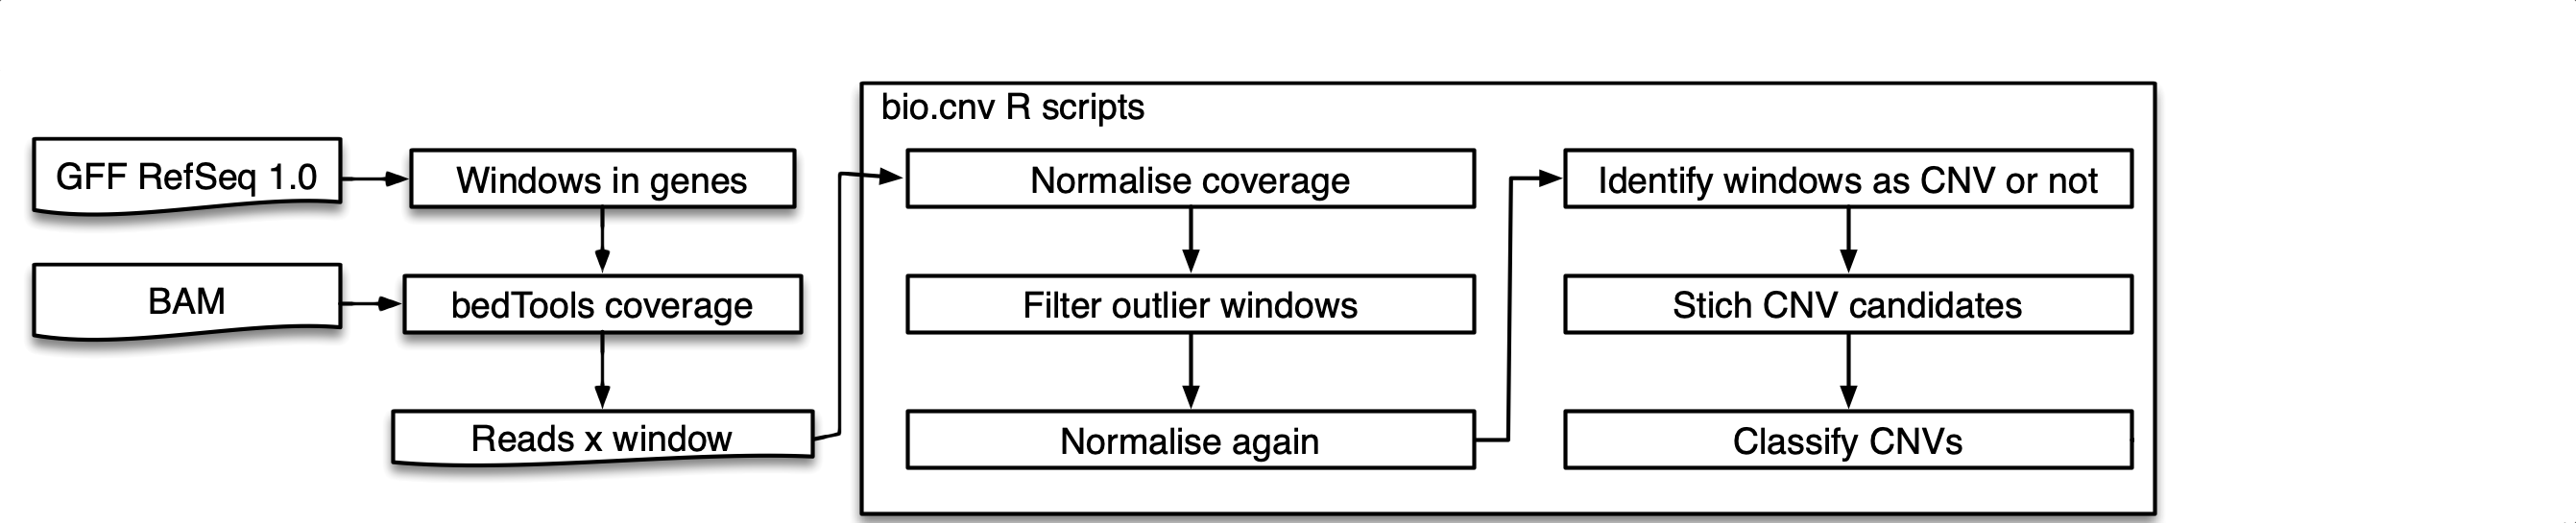 GFF RefSeq 1.0
Windows in genes
BAM
bedTools coverage
Reads x window
bio.cnv R scripts
Normalise coverage
Filter outlier windows
Normalise again
Identify windows as CNV or not
Stich CNV candidates
Classify CNVs